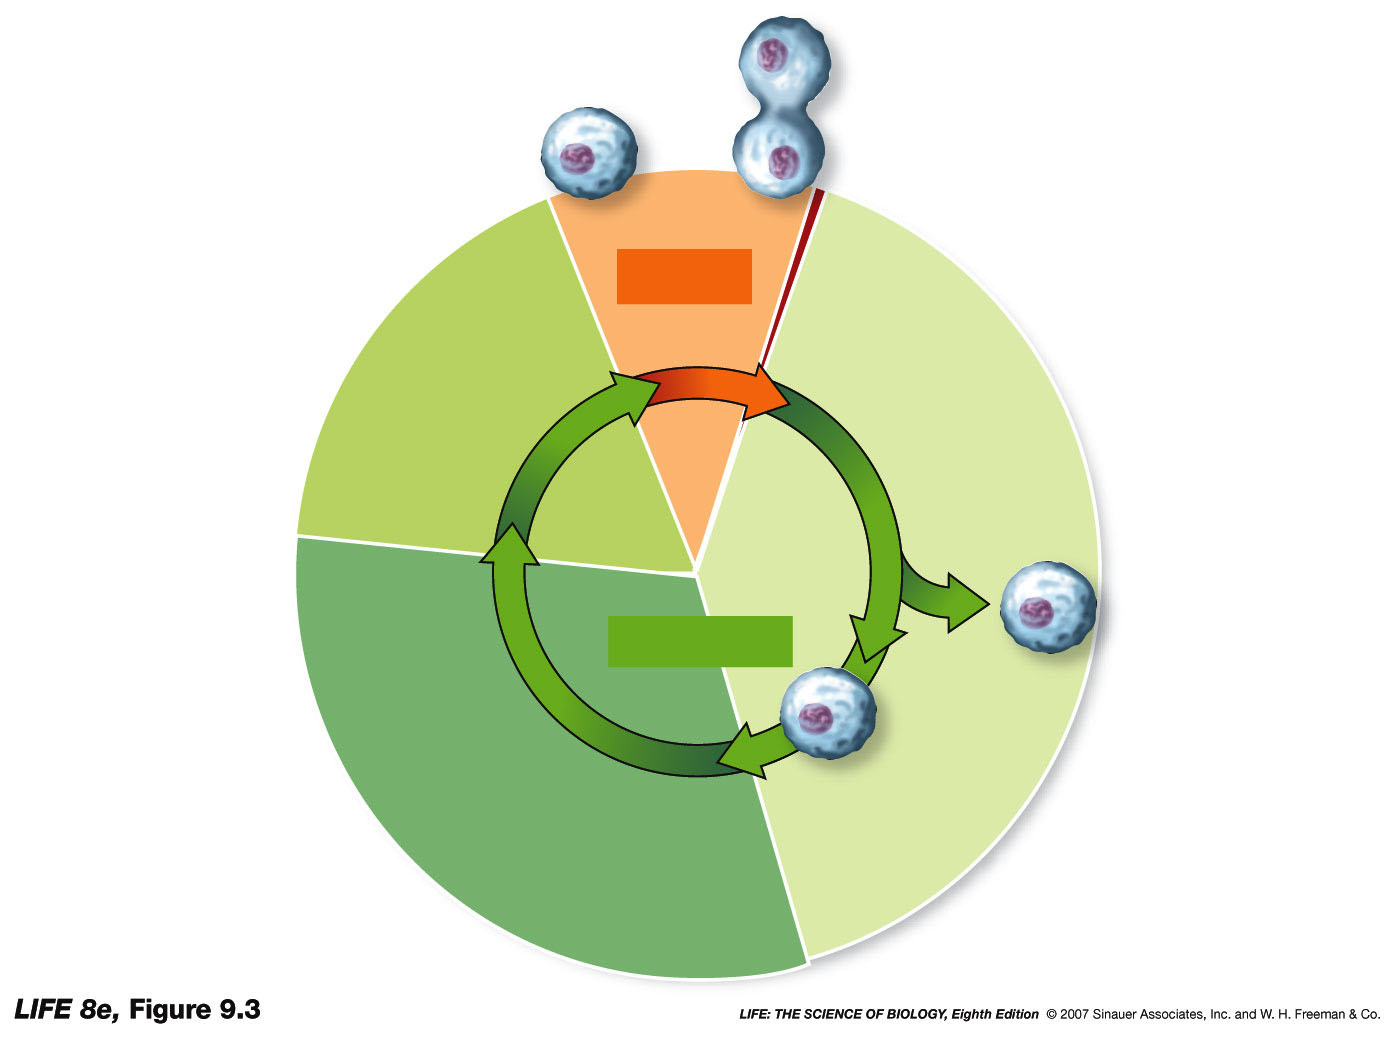 LIFE 8e, Figure 9.3
LIFE: THE SCIENCE OF BIOLOGY, Eighth Edition © 2007 Sinauer Associates, Inc. and W. H. Freeman & Co.